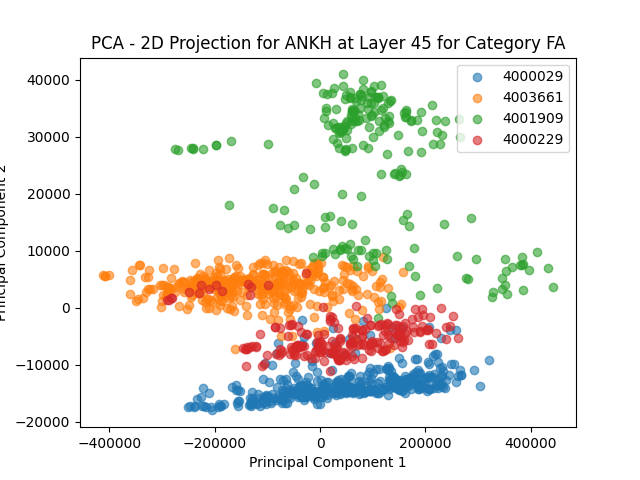 PCA - 2D Projection for ANKH at Layer 45 for Category FA
4000029
4003661
4001909
4000229
40000
30000
20000
10000
0
−10000
−20000
Principal Component 2
−400000 −200000 0 200000 400000
Principal Component 1